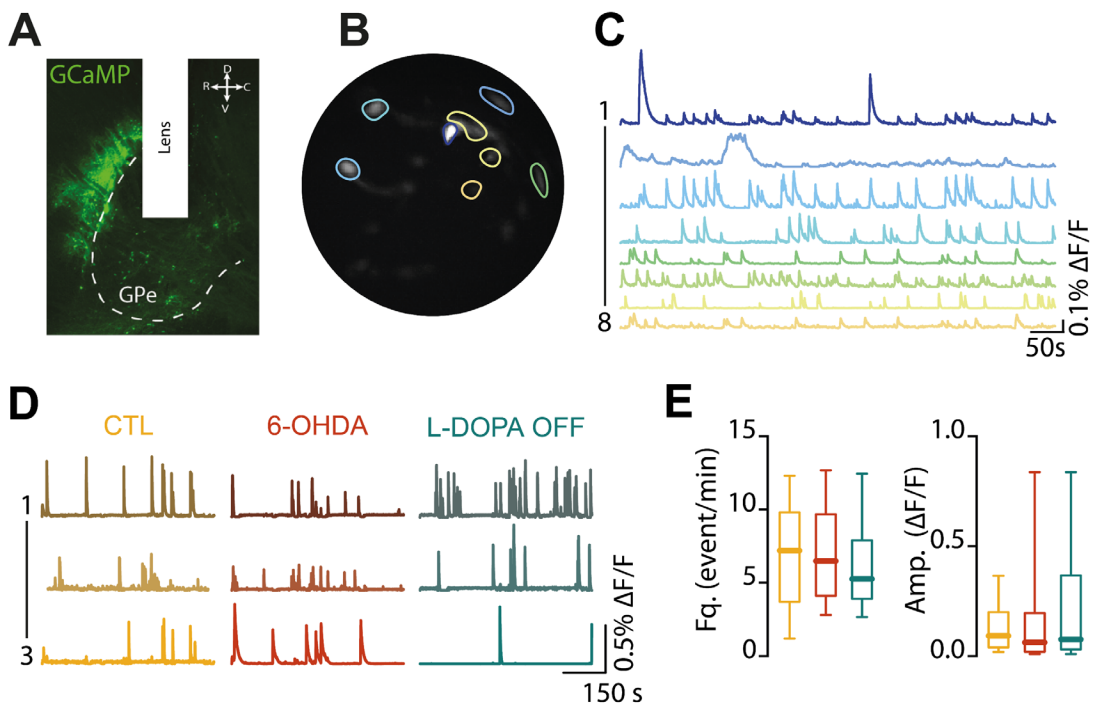 A
GCaMP
D
R
C
V
Lens
GPe
B
C
1
8
0.1% ΔF/F
50s
D
CTL
6-OHDA
L-DOPA OFF
1
3
0.5% ΔF/F
150 s
E
15
10
5
0
Fq. (event/min)
1.0
0.5
0.0
Amp. (ΔF/F)